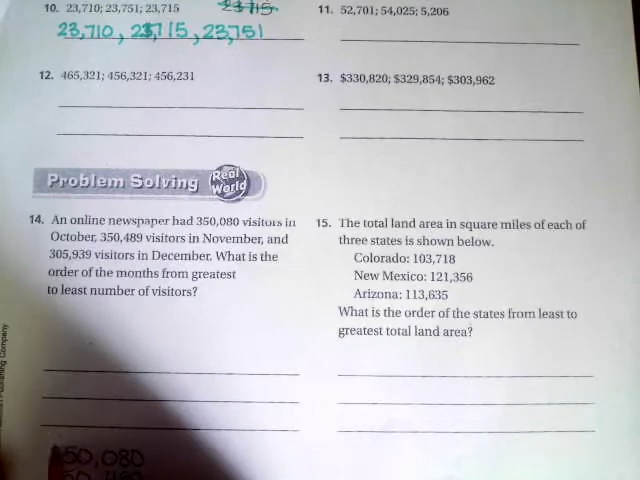 10. 23,710; 23,751; 23,715
23715
23,710, 23,715, 23,751
11. 52,701; 54,025; 5,206
12. 465,321; 456,321; 456,231
13. $330,820; $329,854; $303,962
Problem Solving Real World
14. An online newspaper had 350,080 visitors in
October, 350,489 visitors in November, and
305,939 visitors in December. What is the
order of the months from greatest
to least number of visitors?
15. The total land area in square miles of each of
three states is shown below.
Colorado: 103,718
New Mexico: 121,356
Arizona: 113,635
What is the order of the states from least to
greatest total land area?
Publishing Company
50,080